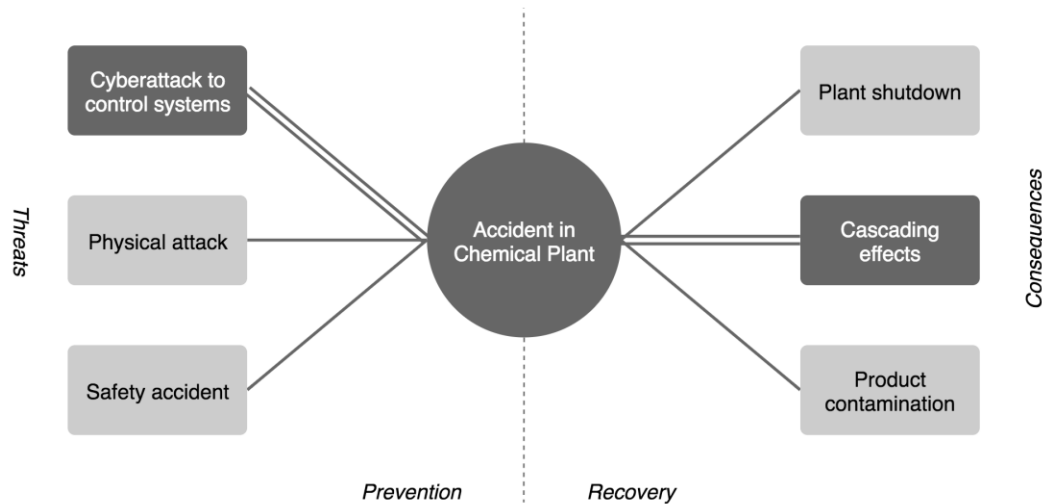 Threats
Cyberattack to
control systems
Physical attack
Safety accident
Accident in
Chemical Plant
Plant shutdown
Cascading
effects
Product
contamination
Consequences
Prevention
Recovery